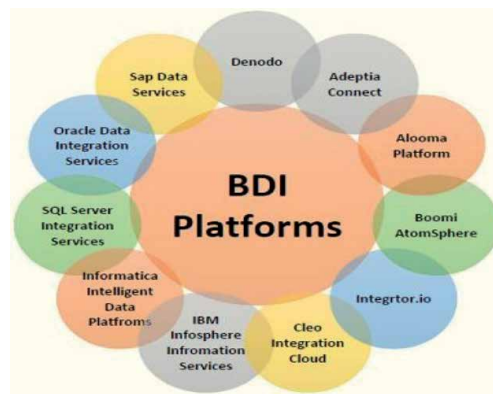 Denodo
Adeptia
Connect
Alooma
Platform
Boomi
AtomSphere
Integrtor.io
Cleo
Integration
Cloud
IBM
Infosphere
Infromation
Services
Informatica
Intelligent
Data
Platfroms
SQL Server
Integration
Services
Oracle Data
Integration
Services
Sap Data
Services
BDI
Platforms